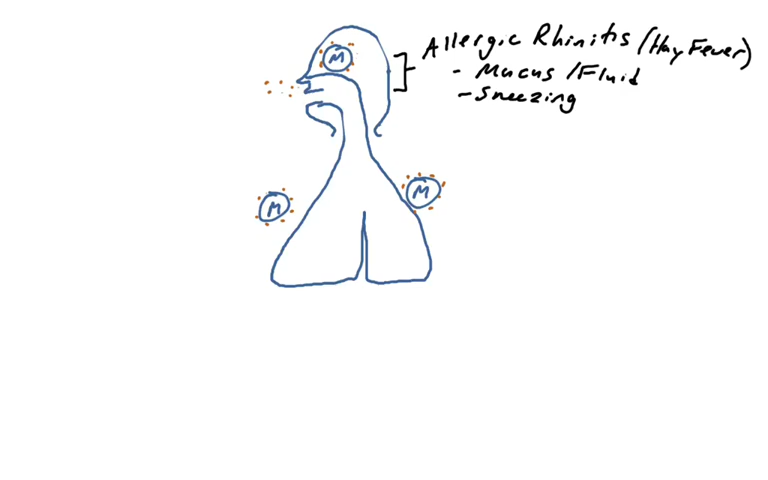 Allergic Rhinitis (Hay Fever)
- Mucus / Fluid
- Sneezing
M
M
M